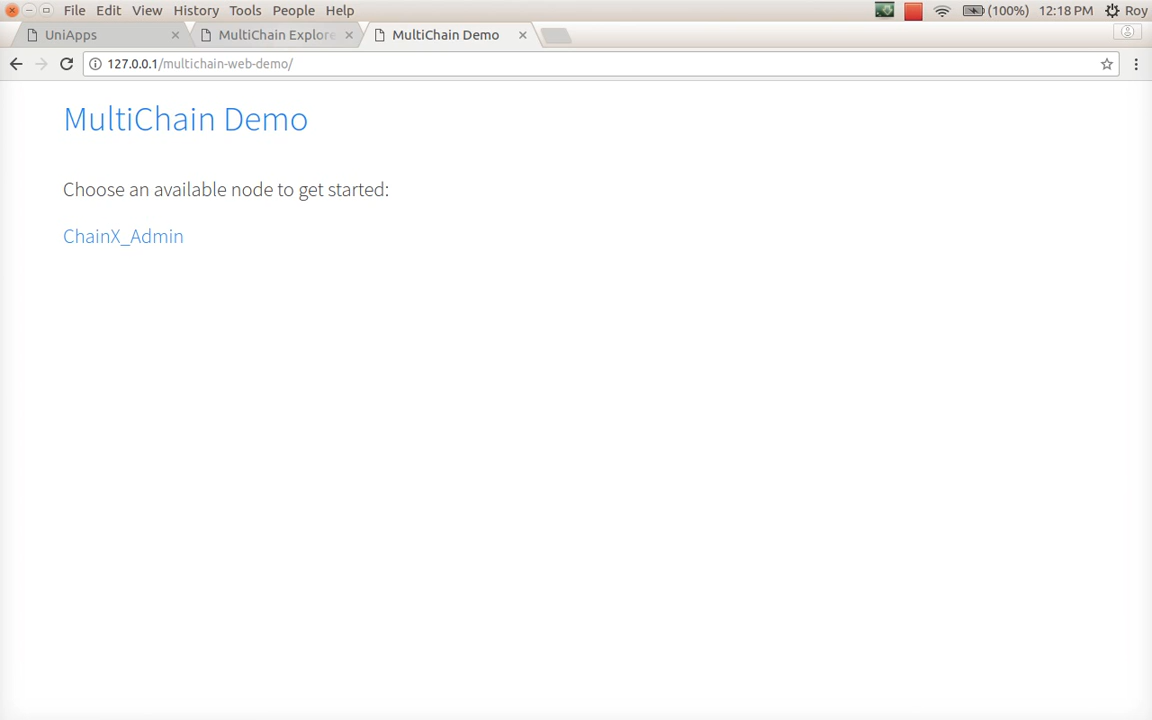 File Edit View History Tools People Help (100%) 12:18 PM Roy
UniApps MultiChain Explore MultiChain Demo
127.0.0.1/multichain-web-demo/
MultiChain Demo
Choose an available node to get started:
ChainX_Admin